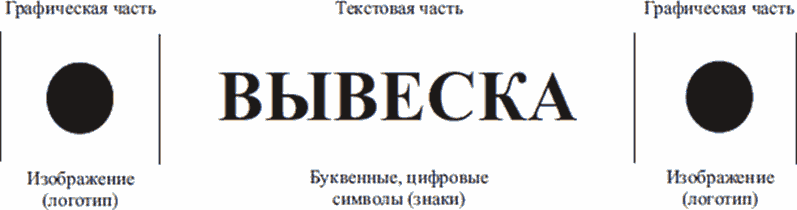 Графическая часть
Текстовая часть
Графическая часть
ВЫВЕСКА
Изображение
(логотип)
Буквенные, цифровые
символы (знаки)
Изображение
(логотип)